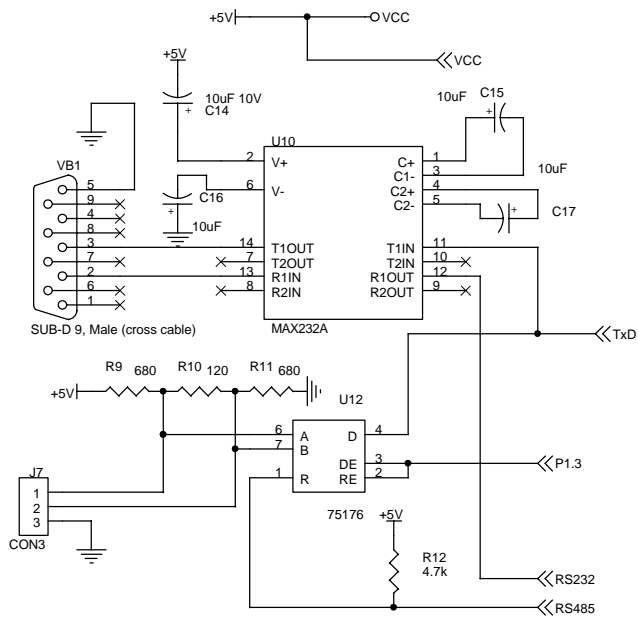 +5V VCC
VCC
+5V
10uF 10V
C14
10uF C15
U10
VB1
2 V+ C+ 1
C1- 3
10uF
5
9
4
8
3
7
2
6
1
6 V- C2+ 4
C2- 5
C16
10uF
C17
14 T1OUT T1IN 11
7 T2OUT T2IN 10
13 R1IN R1OUT 12
8 R2IN R2OUT 9
SUB-D 9, Male (cross cable)
MAX232A
TxD
R9 680 R10 120 R11 680
+5V
U12
6 A D 4
7 B
DE 3
1 R RE 2
P1.3
J7
1
2
3
CON3
75176 +5V
R12
4.7k
RS232
RS485